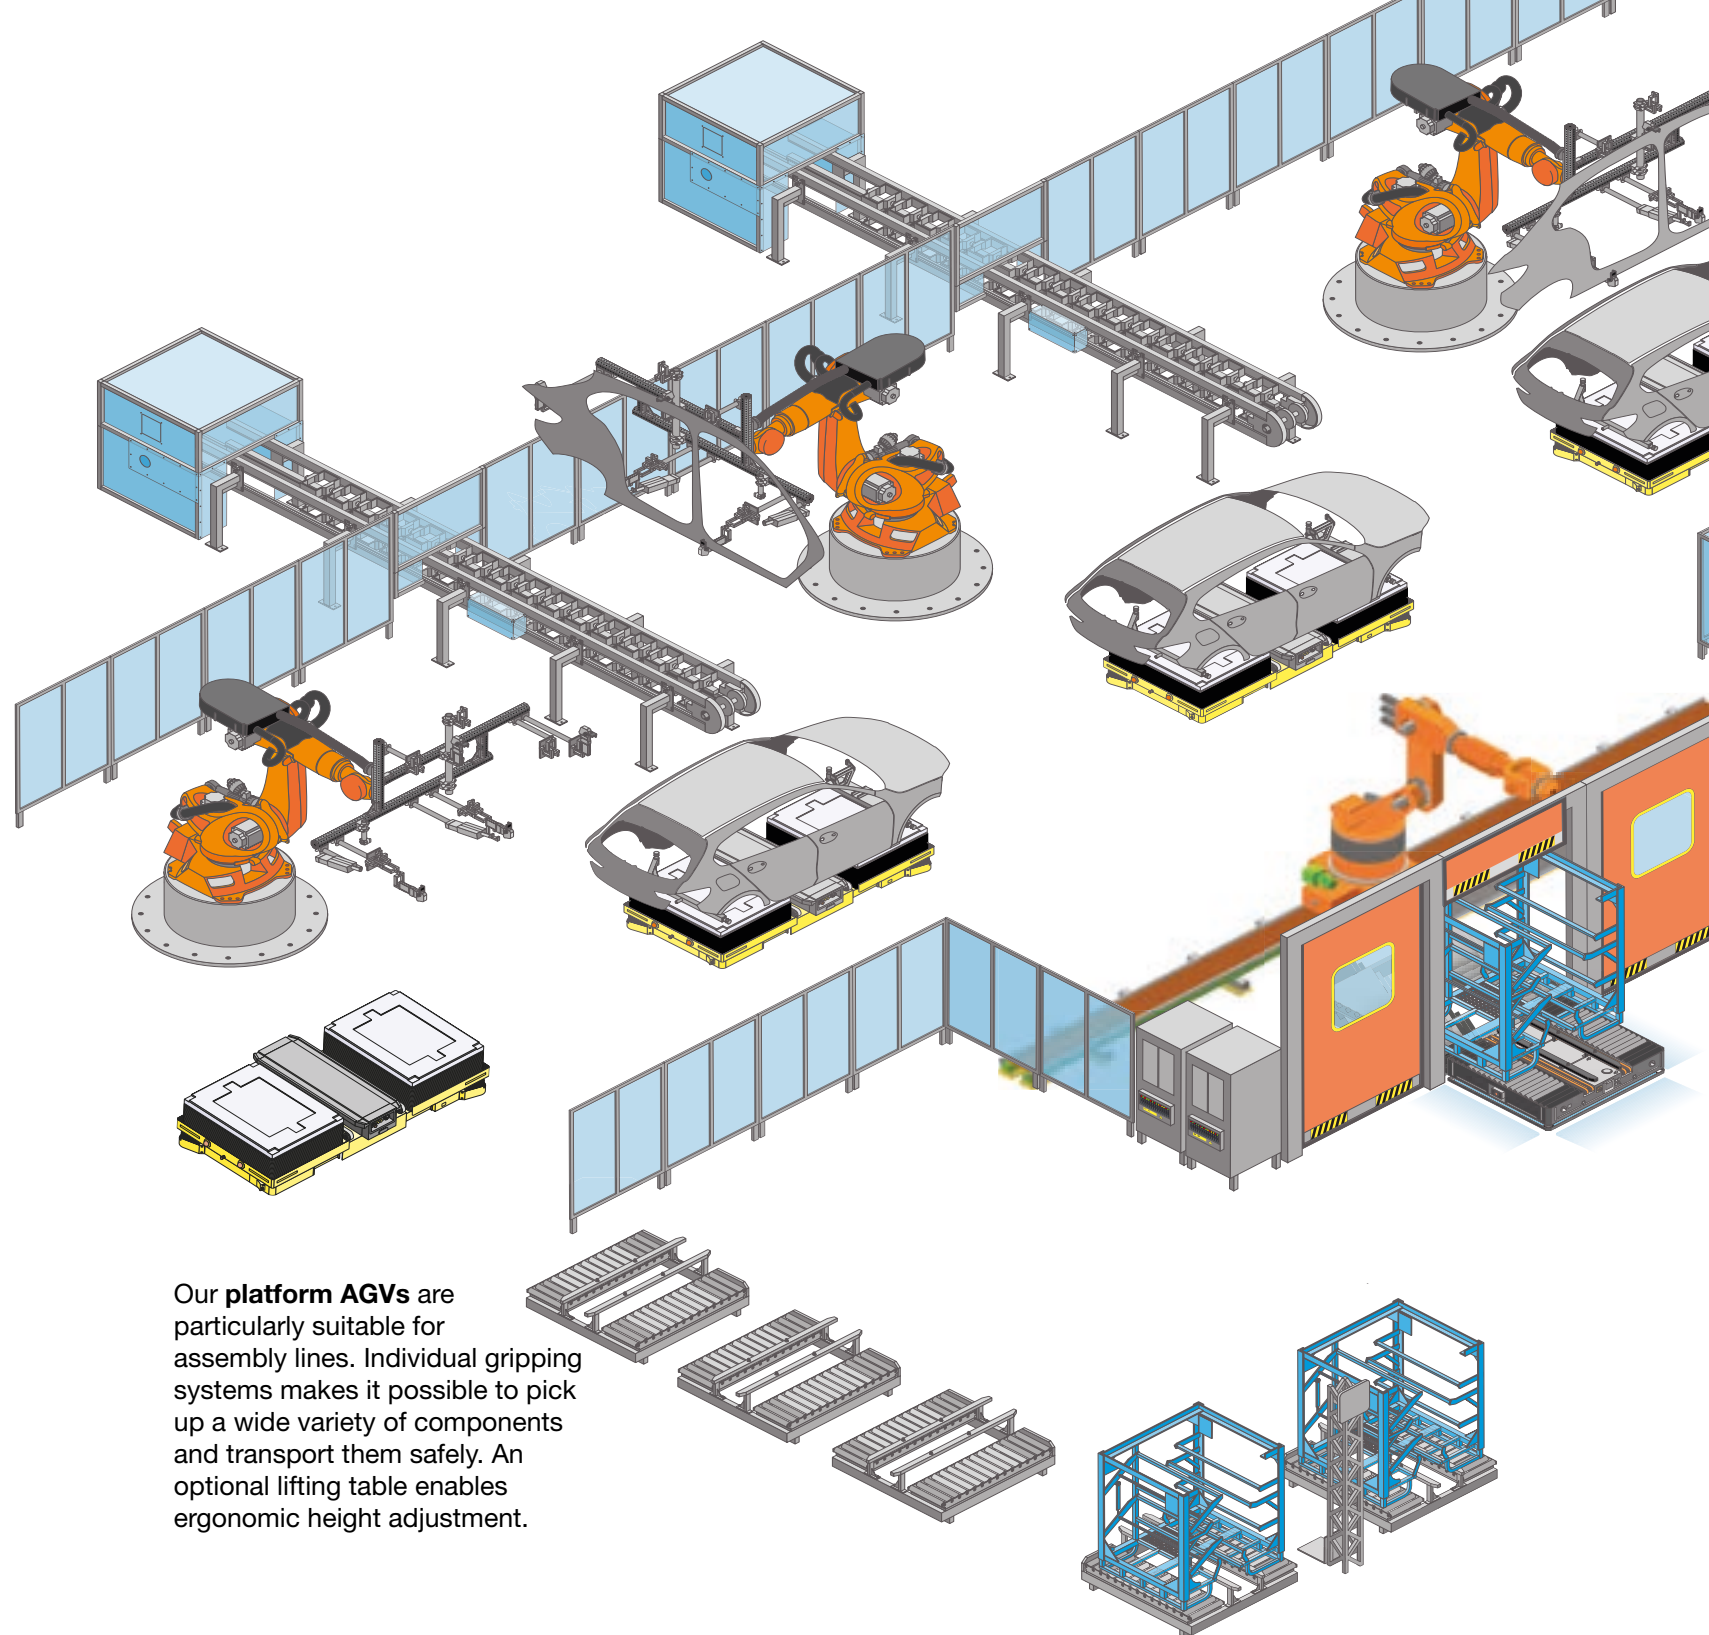 Our platform AGVs are
particularly suitable for
assembly lines. Individual gripping
systems makes it possible to pick
up a wide variety of components
and transport them safely. An
optional lifting table enables
ergonomic height adjustment.